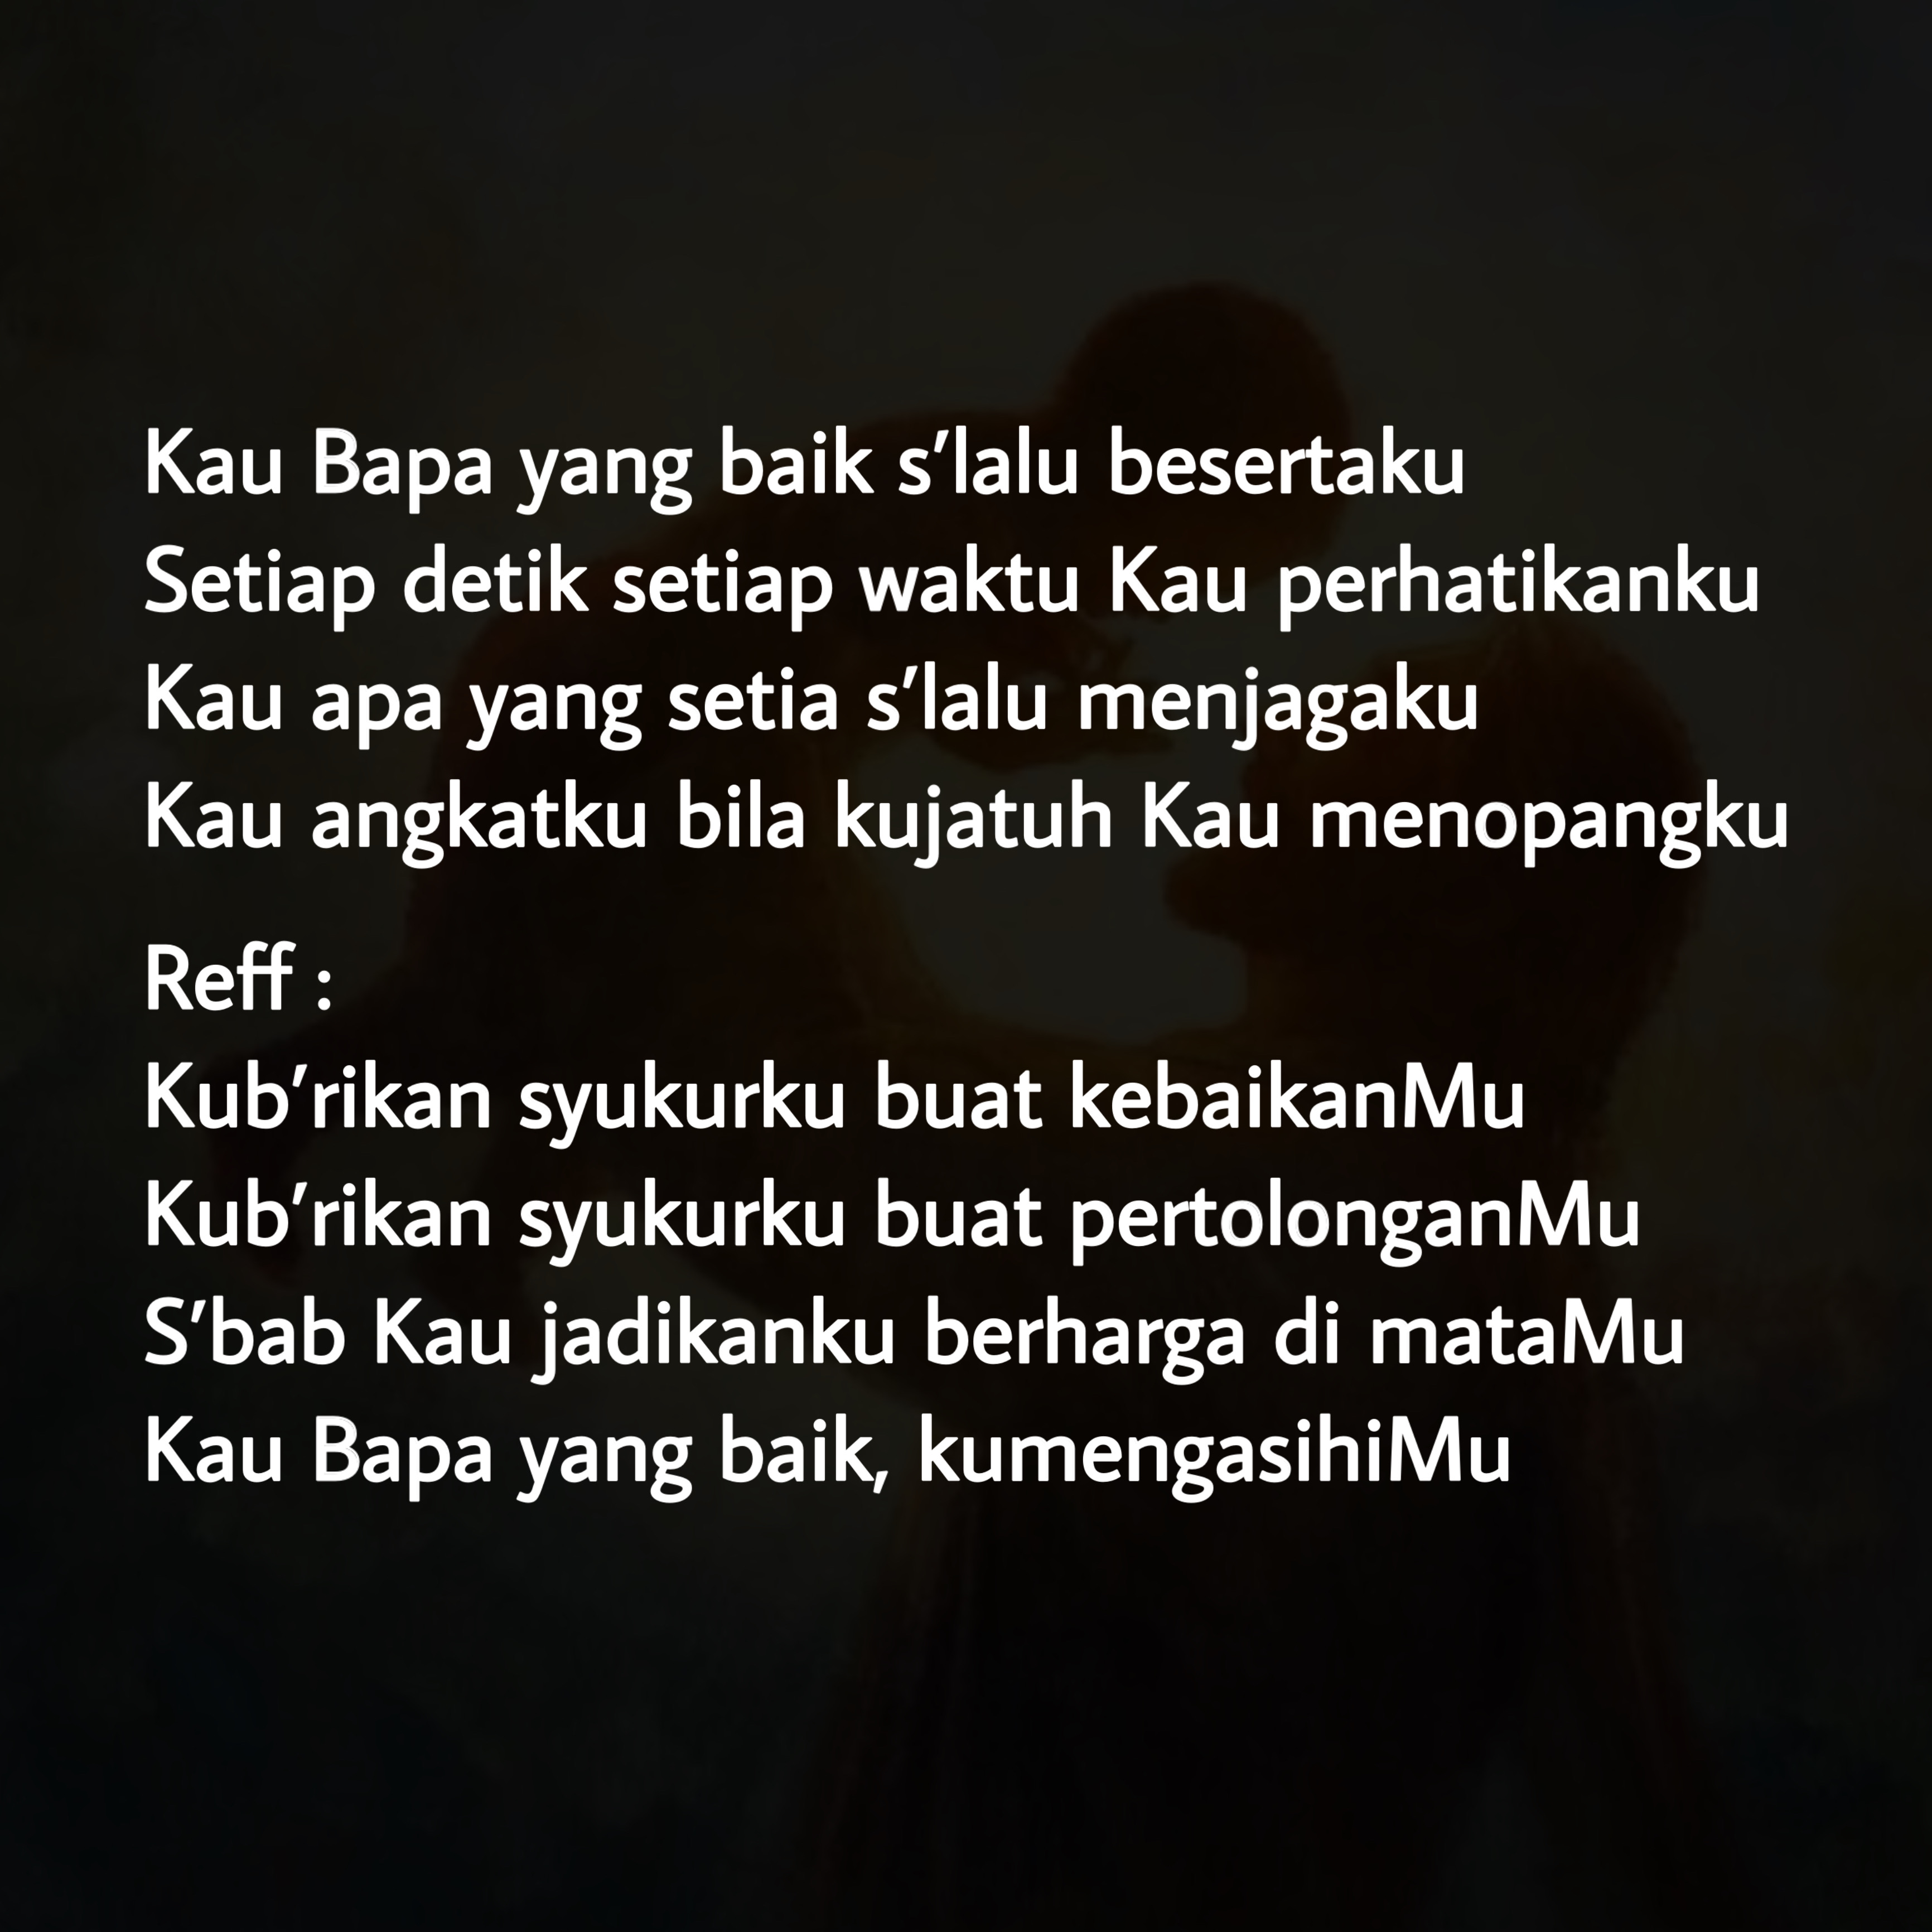 Kau Bapa yang baik s'lalu besertaku
Setiap detik setiap waktu Kau perhatikanku
Kau apa yang setia s'lalu menjagaku
Kau angkatku bila kujatuh Kau menopangku
Reff :
Kub'rikan syukurku buat kebaikanMu
Kub'rikan syukurku buat pertolonganMu
S'bab Kau jadikanku berharga di mataMu
Kau Bapa yang baik, kumengasihiMu